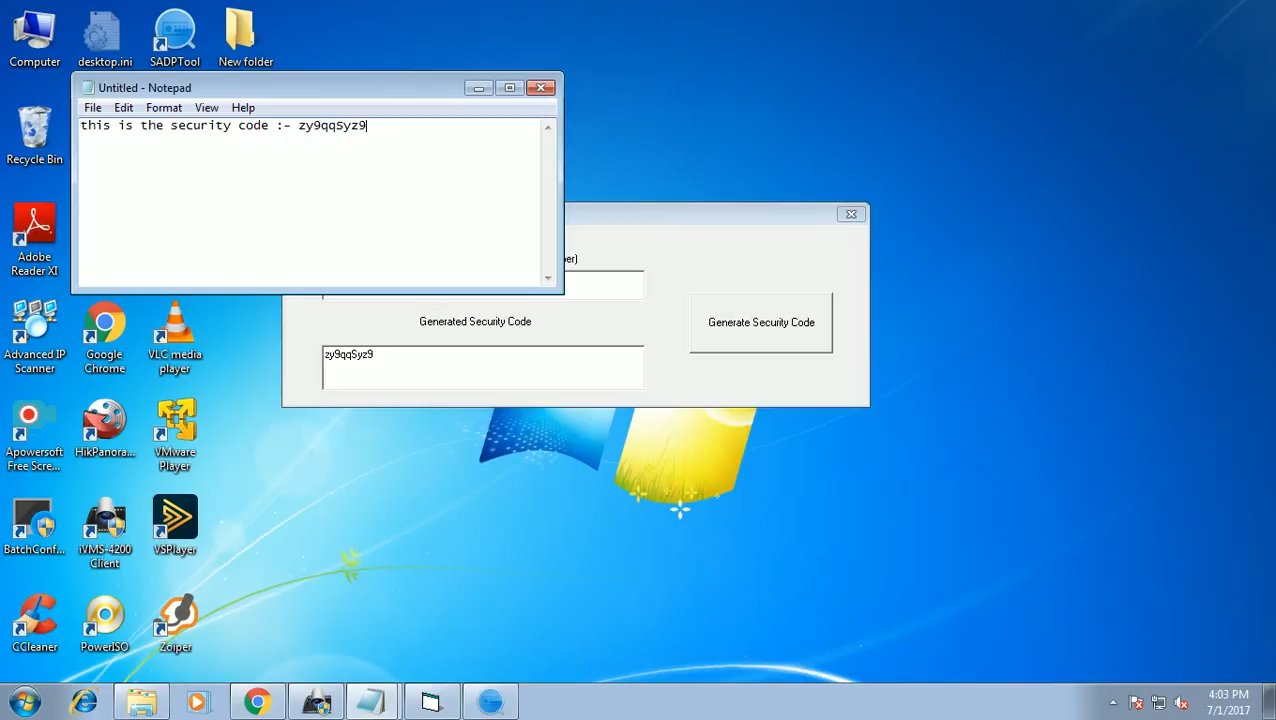 Computer
desktop.ini
SADPTool
New folder
Untitled - Notepad
File Edit Format View Help
this is the security code :- zy9qqSyz9
Recycle Bin
Adobe
Reader XI
ber)
Generated Security Code
Generate Security Code
zy9qqSyz9
Advanced IP
Scanner
Google
Chrome
VLC media
player
Apowersoft
Free Scre...
HikPanora...
VMware
Player
BatchConf...
iVMS-4200
Client
VSPlayer
CCleaner
PowerISO
Zoiper
4:03 PM
7/1/2017